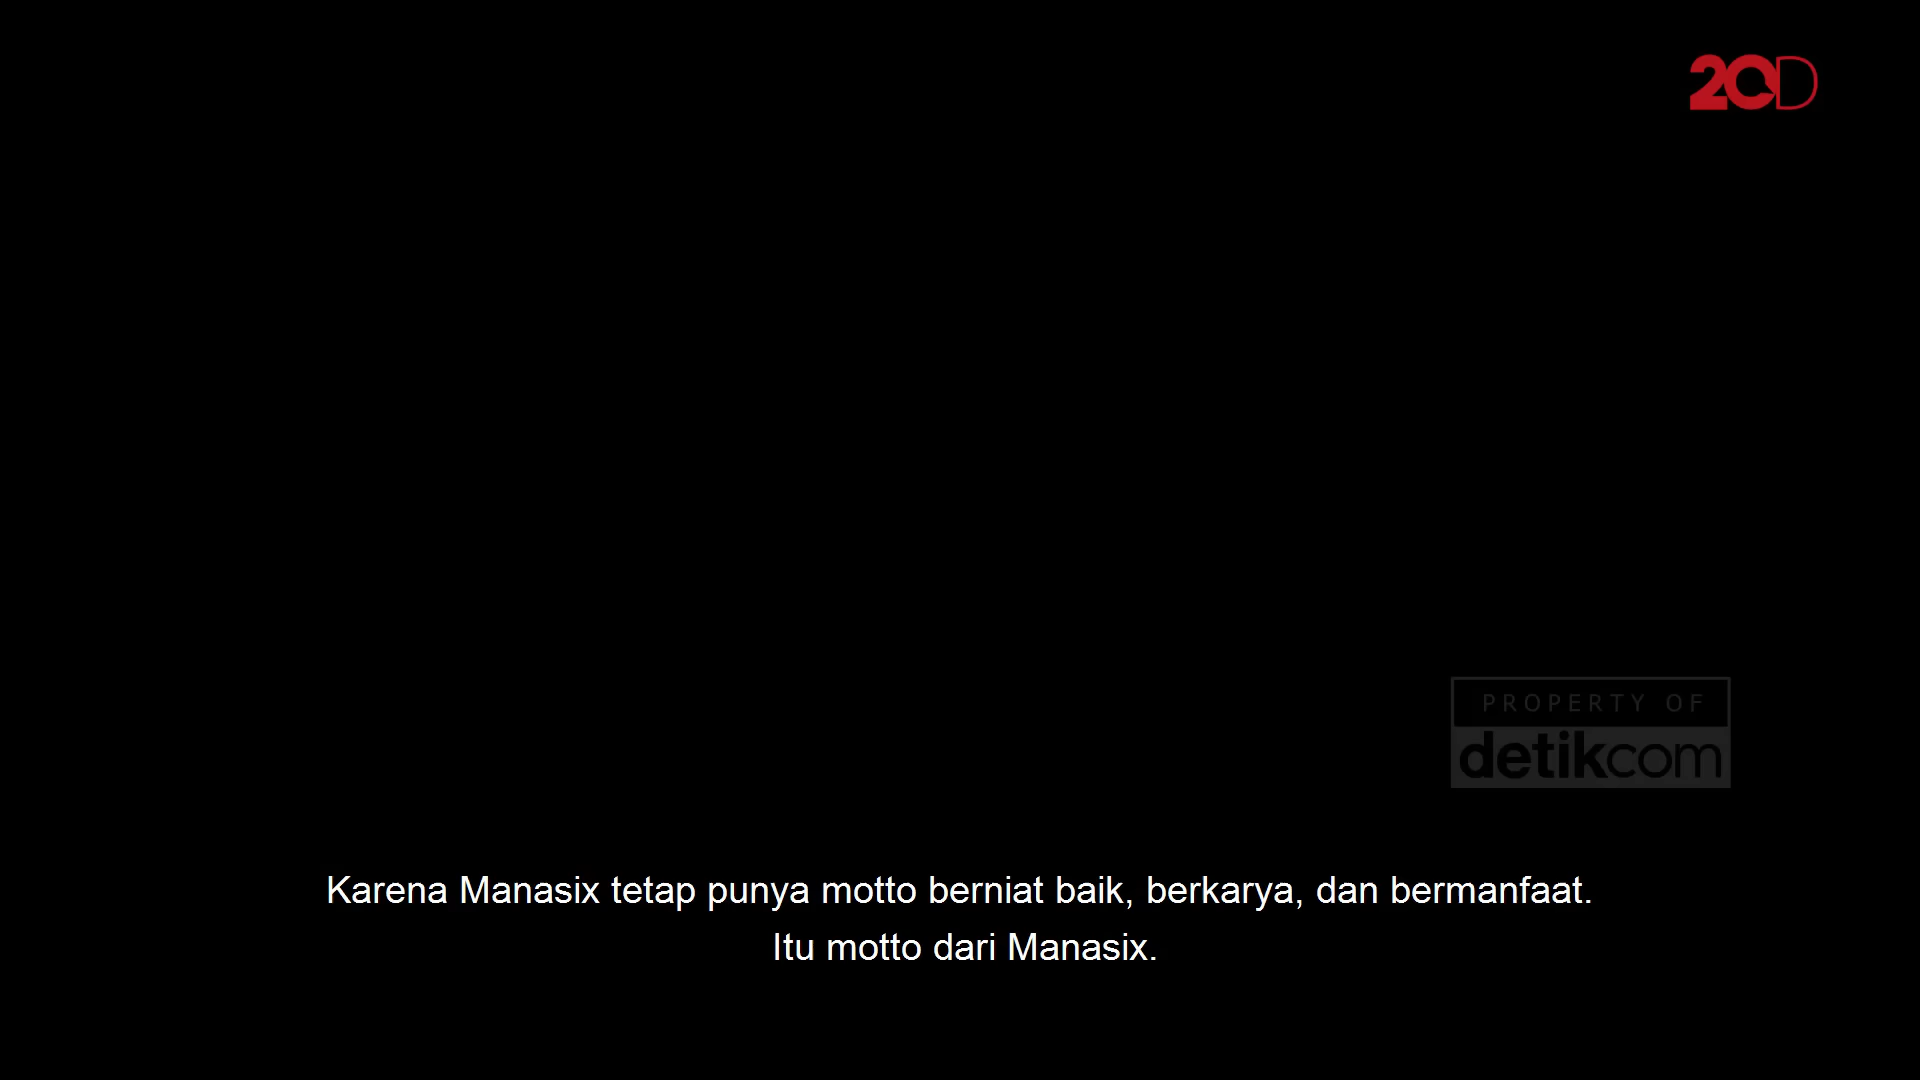 20D
PROPERTY OF
detikcom
Karena Manasix tetap punya motto berniat baik, berkarya, dan bermanfaat.
Itu motto dari Manasix.